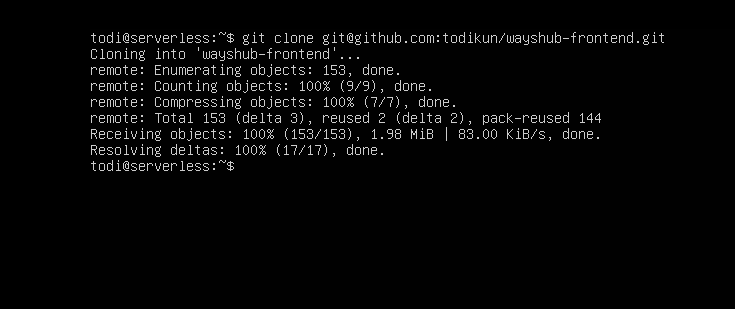 todi@serverless:~$ git clone git@github.com:todikun/wayshub-frontend.git
Cloning into 'wayshub-frontend'...
remote: Enumerating objects: 153, done.
remote: Counting objects: 100% (9/9), done.
remote: Compressing objects: 100% (7/7), done.
remote: Total 153 (delta 3), reused 2 (delta 2), pack-reused 144
Receiving objects: 100% (153/153), 1.98 MiB | 83.00 KiB/s, done.
Resolving deltas: 100% (17/17), done.
todi@serverless:~$